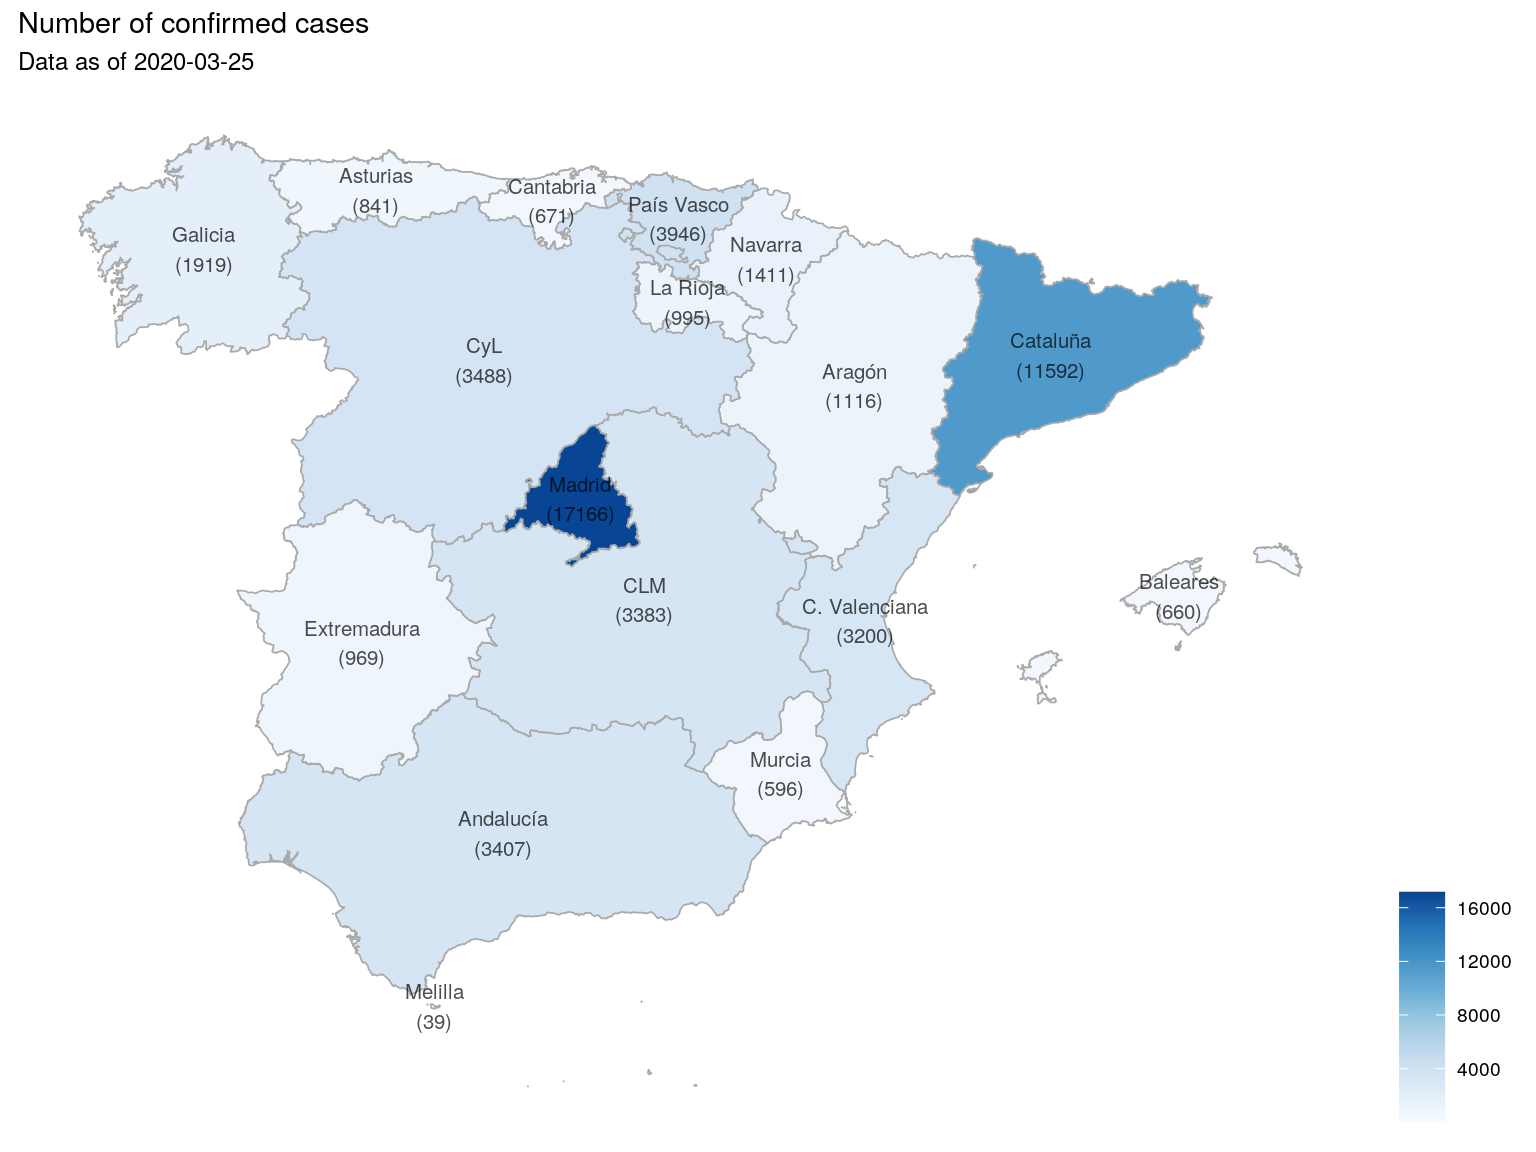 Number of confirmed cases
Data as of 2020-03-25
Asturias
(841)
Cantabria
(671)
País Vasco
(3946)
Galicia
(1919)
Navarra
(1411)
La Rioja
(995)
CyL
(3488)
Aragón
(1116)
Cataluña
(11592)
Madrid
(17166)
CLM
(3383)
C. Valenciana
(3200)
Baleares
(660)
Extremadura
(969)
Murcia
(596)
Andalucía
(3407)
Melilla
(39)
16000
12000
8000
4000